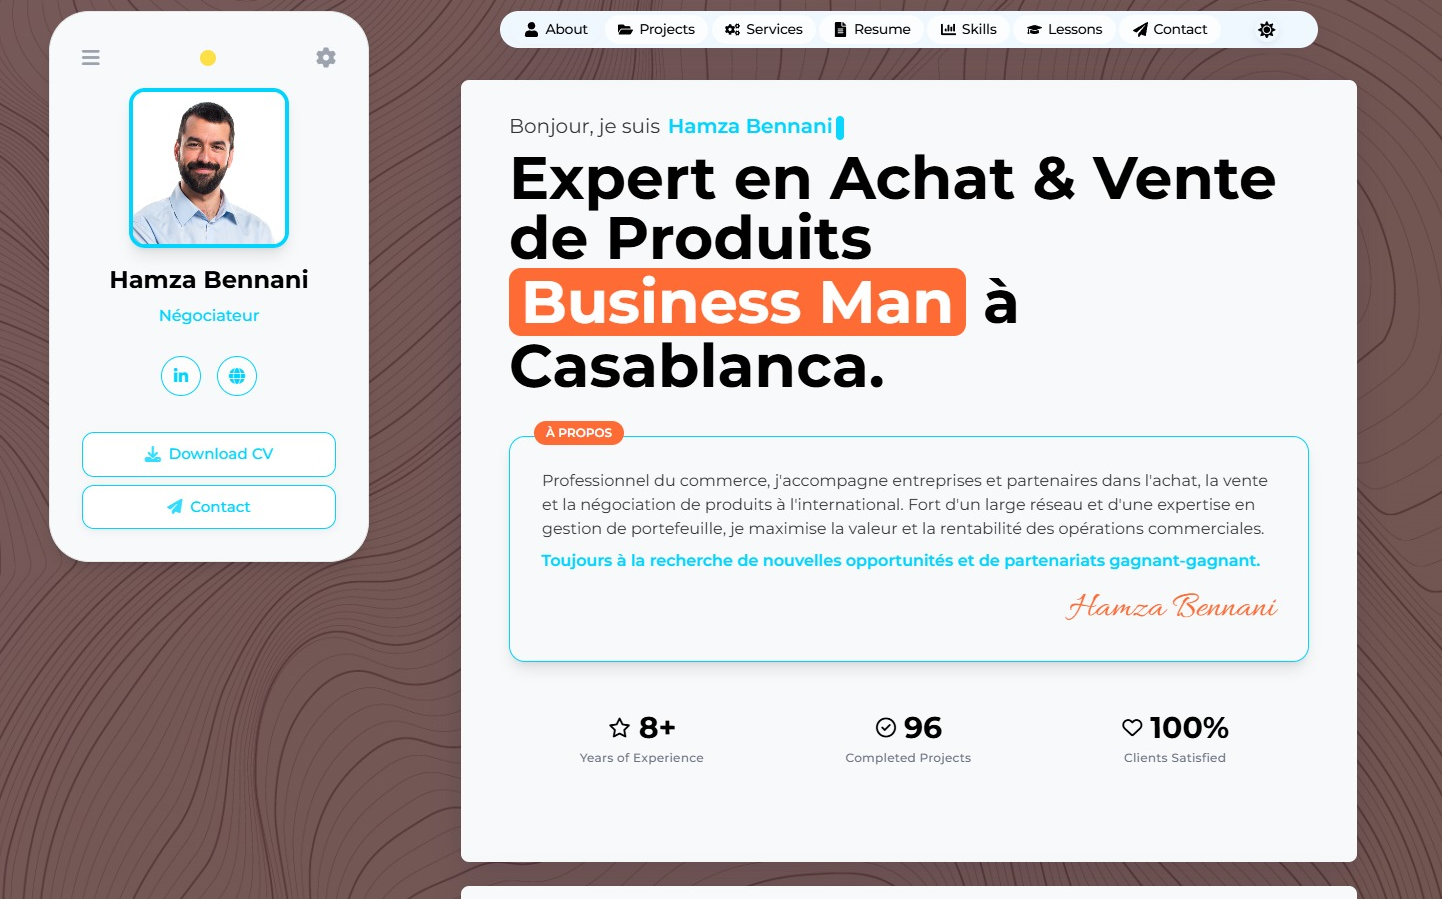 About
Projects
Services
Resume
Skills
Lessons
Contact
Hamza Bennani
Négociateur
in
Download CV
Contact
Bonjour, je suis Hamza Bennani
Expert en Achat & Vente
de Produits
Business Man à
Casablanca.
À PROPOS
Professionnel du commerce, j'accompagne entreprises et partenaires dans l'achat, la vente
et la négociation de produits à l'international. Fort d'un large réseau et d'une expertise en
gestion de portefeuille, je maximise la valeur et la rentabilité des opérations commerciales.
Toujours à la recherche de nouvelles opportunités et de partenariats gagnant-gagnant.
Hamza Bennani
8+
Years of Experience
96
Completed Projects
100%
Clients Satisfied